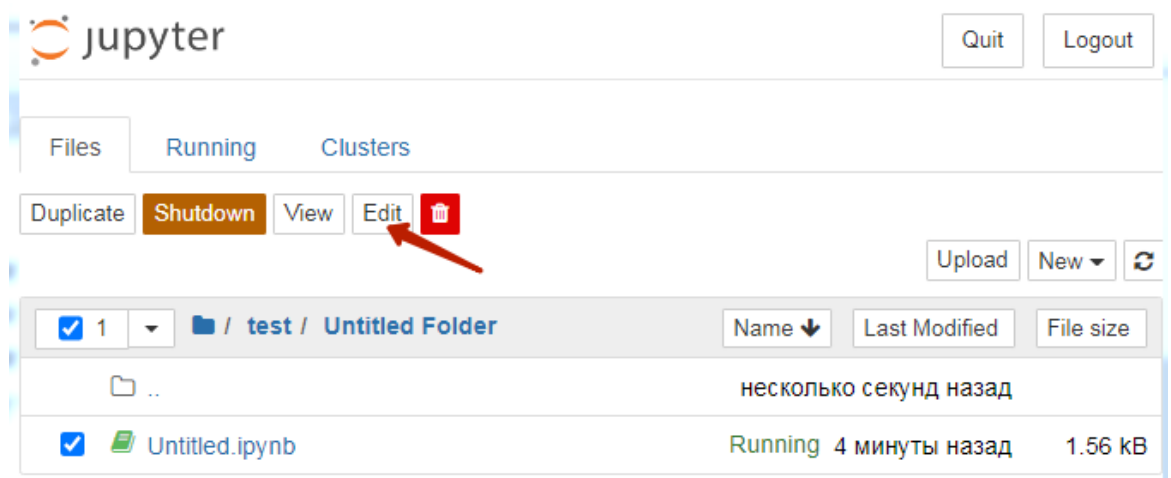 jupyter Quit Logout
Files Running Clusters
Duplicate Shutdown View Edit
Upload New
1 / test / Untitled Folder Name Last Modified File size
.. несколько секунд назад
Untitled.ipynb Running 4 минуты назад 1.56 kB